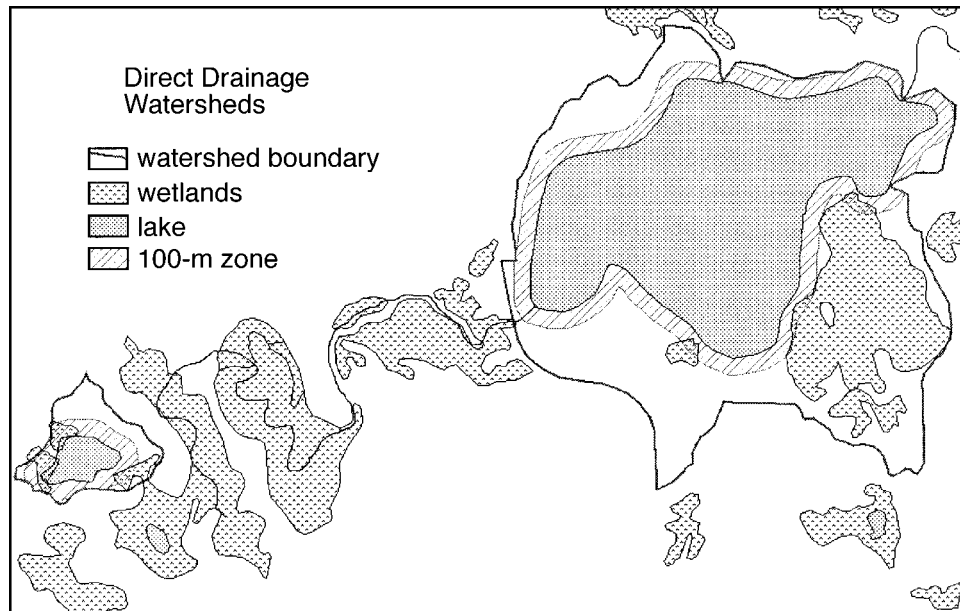 Direct Drainage
Watersheds
watershed boundary
wetlands
lake
100-m zone